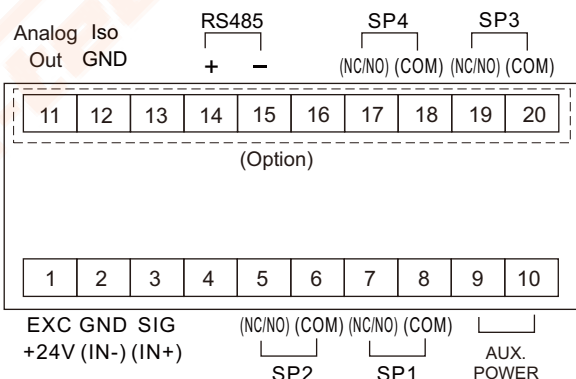 RS485 SP4 SP3
Analog Iso
Out GND + – (NC/NO) (COM) (NC/NO) (COM)
11 12 13 14 15 16 17 18 19 20
(Option)
1 2 3 4 5 6 7 8 9 10
EXC GND SIG (NC/NO) (COM) (NC/NO) (COM)
+24V (IN-) (IN+) SP2 SP1 AUX.
POWER